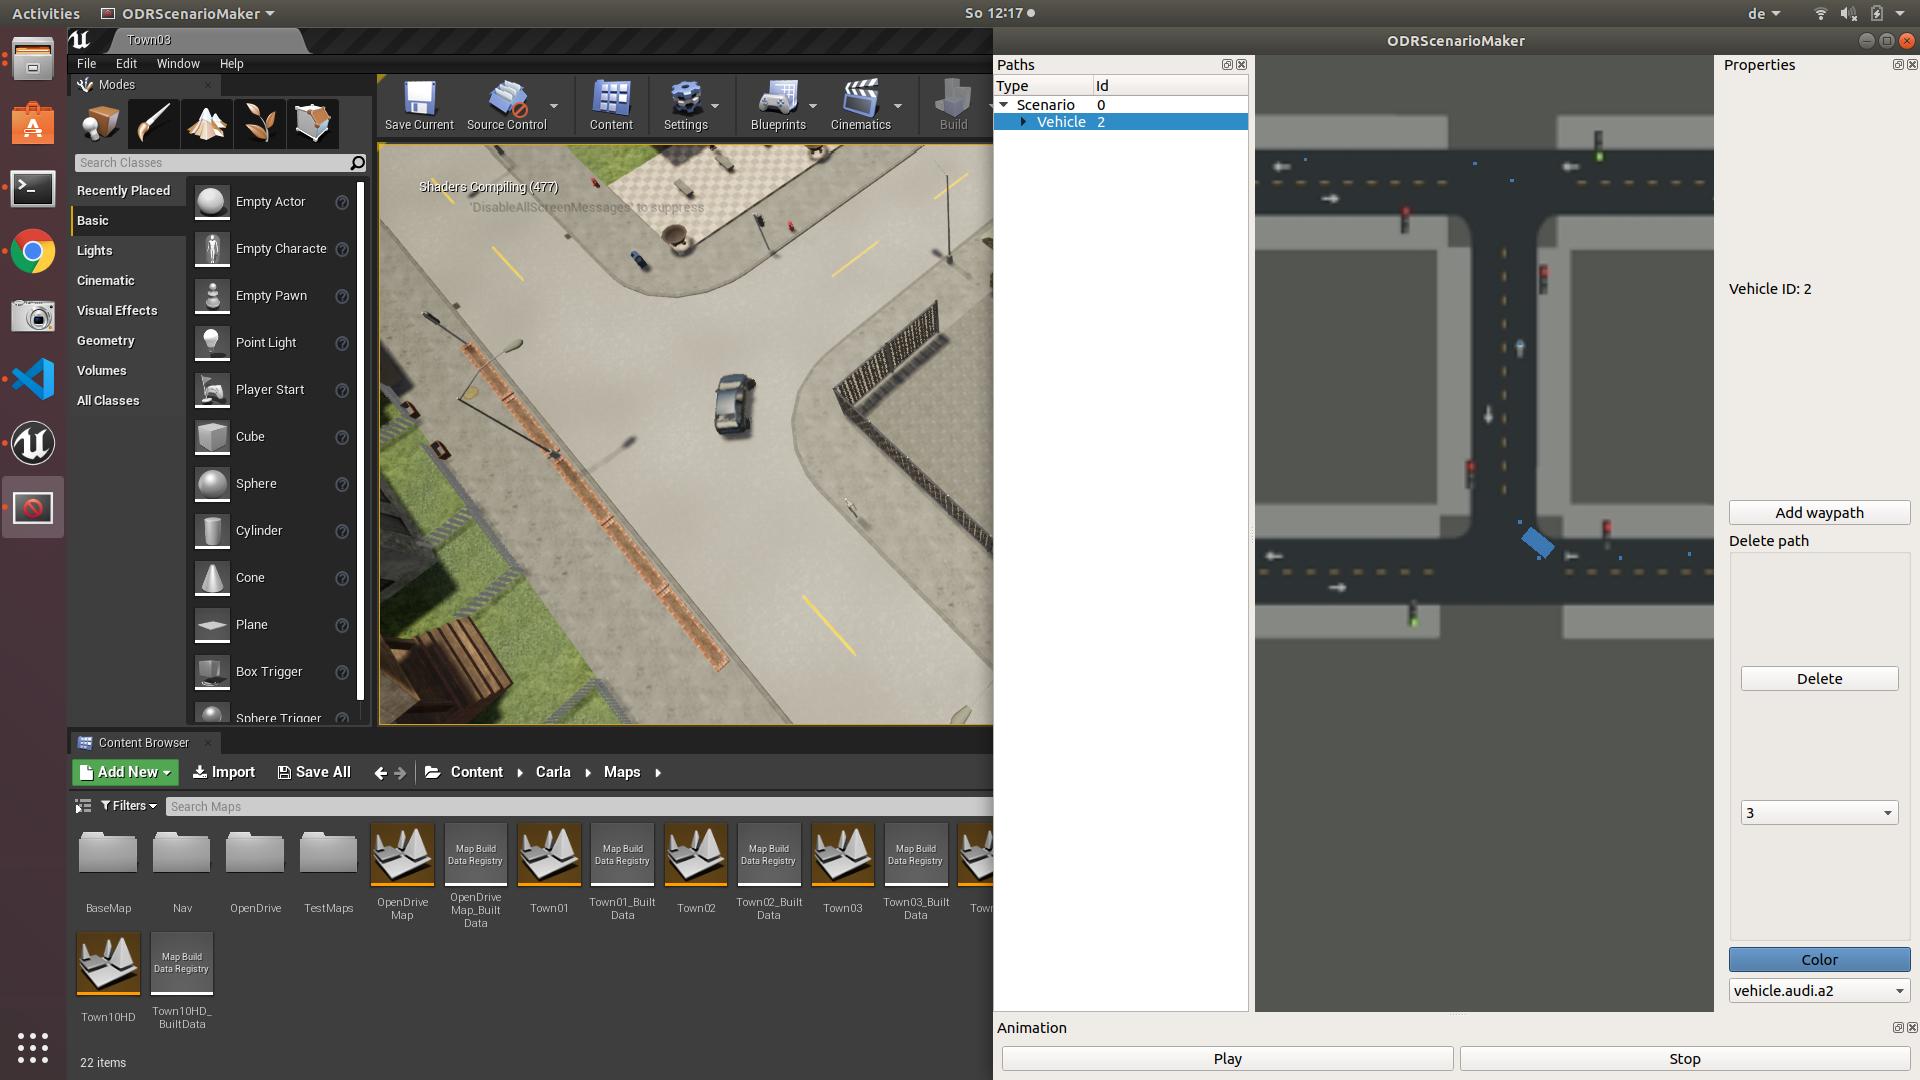 Activities
ODRScenarioMaker
So 12:17
de
Town03
File Edit Window Help
Modes
Save Current
Source Control
Content
Settings
Blueprints
Cinematics
Build
Search Classes
Recently Placed
Basic
Lights
Cinematic
Visual Effects
Geometry
Volumes
All Classes
Empty Actor
Empty Characte
Empty Pawn
Point Light
Player Start
Cube
Sphere
Cylinder
Cone
Plane
Box Trigger
Sphere Trigger
Shaders Compiling (477)
'DisableAllScreenMessages' to suppress
Content Browser
Add New
Import
Save All
Content
Carla
Maps
Filters
Search Maps
BaseMap
Nav
OpenDrive
TestMaps
OpenDrive
Map
Map Build
Data Registry
OpenDrive
Map_Built
Data
Town01
Map Build
Data Registry
Town01_Built
Data
Town02
Map Build
Data Registry
Town02_Built
Data
Town03
Map Build
Data Registry
Town03_Built
Data
Town
Town10HD
Map Build
Data Registry
Town10HD_
BuiltData
22 items
ODRScenarioMaker
Paths
Type Id
Scenario 0
Vehicle 2
Properties
Vehicle ID: 2
Add waypath
Delete path
Delete
3
Color
vehicle.audi.a2
Animation
Play
Stop